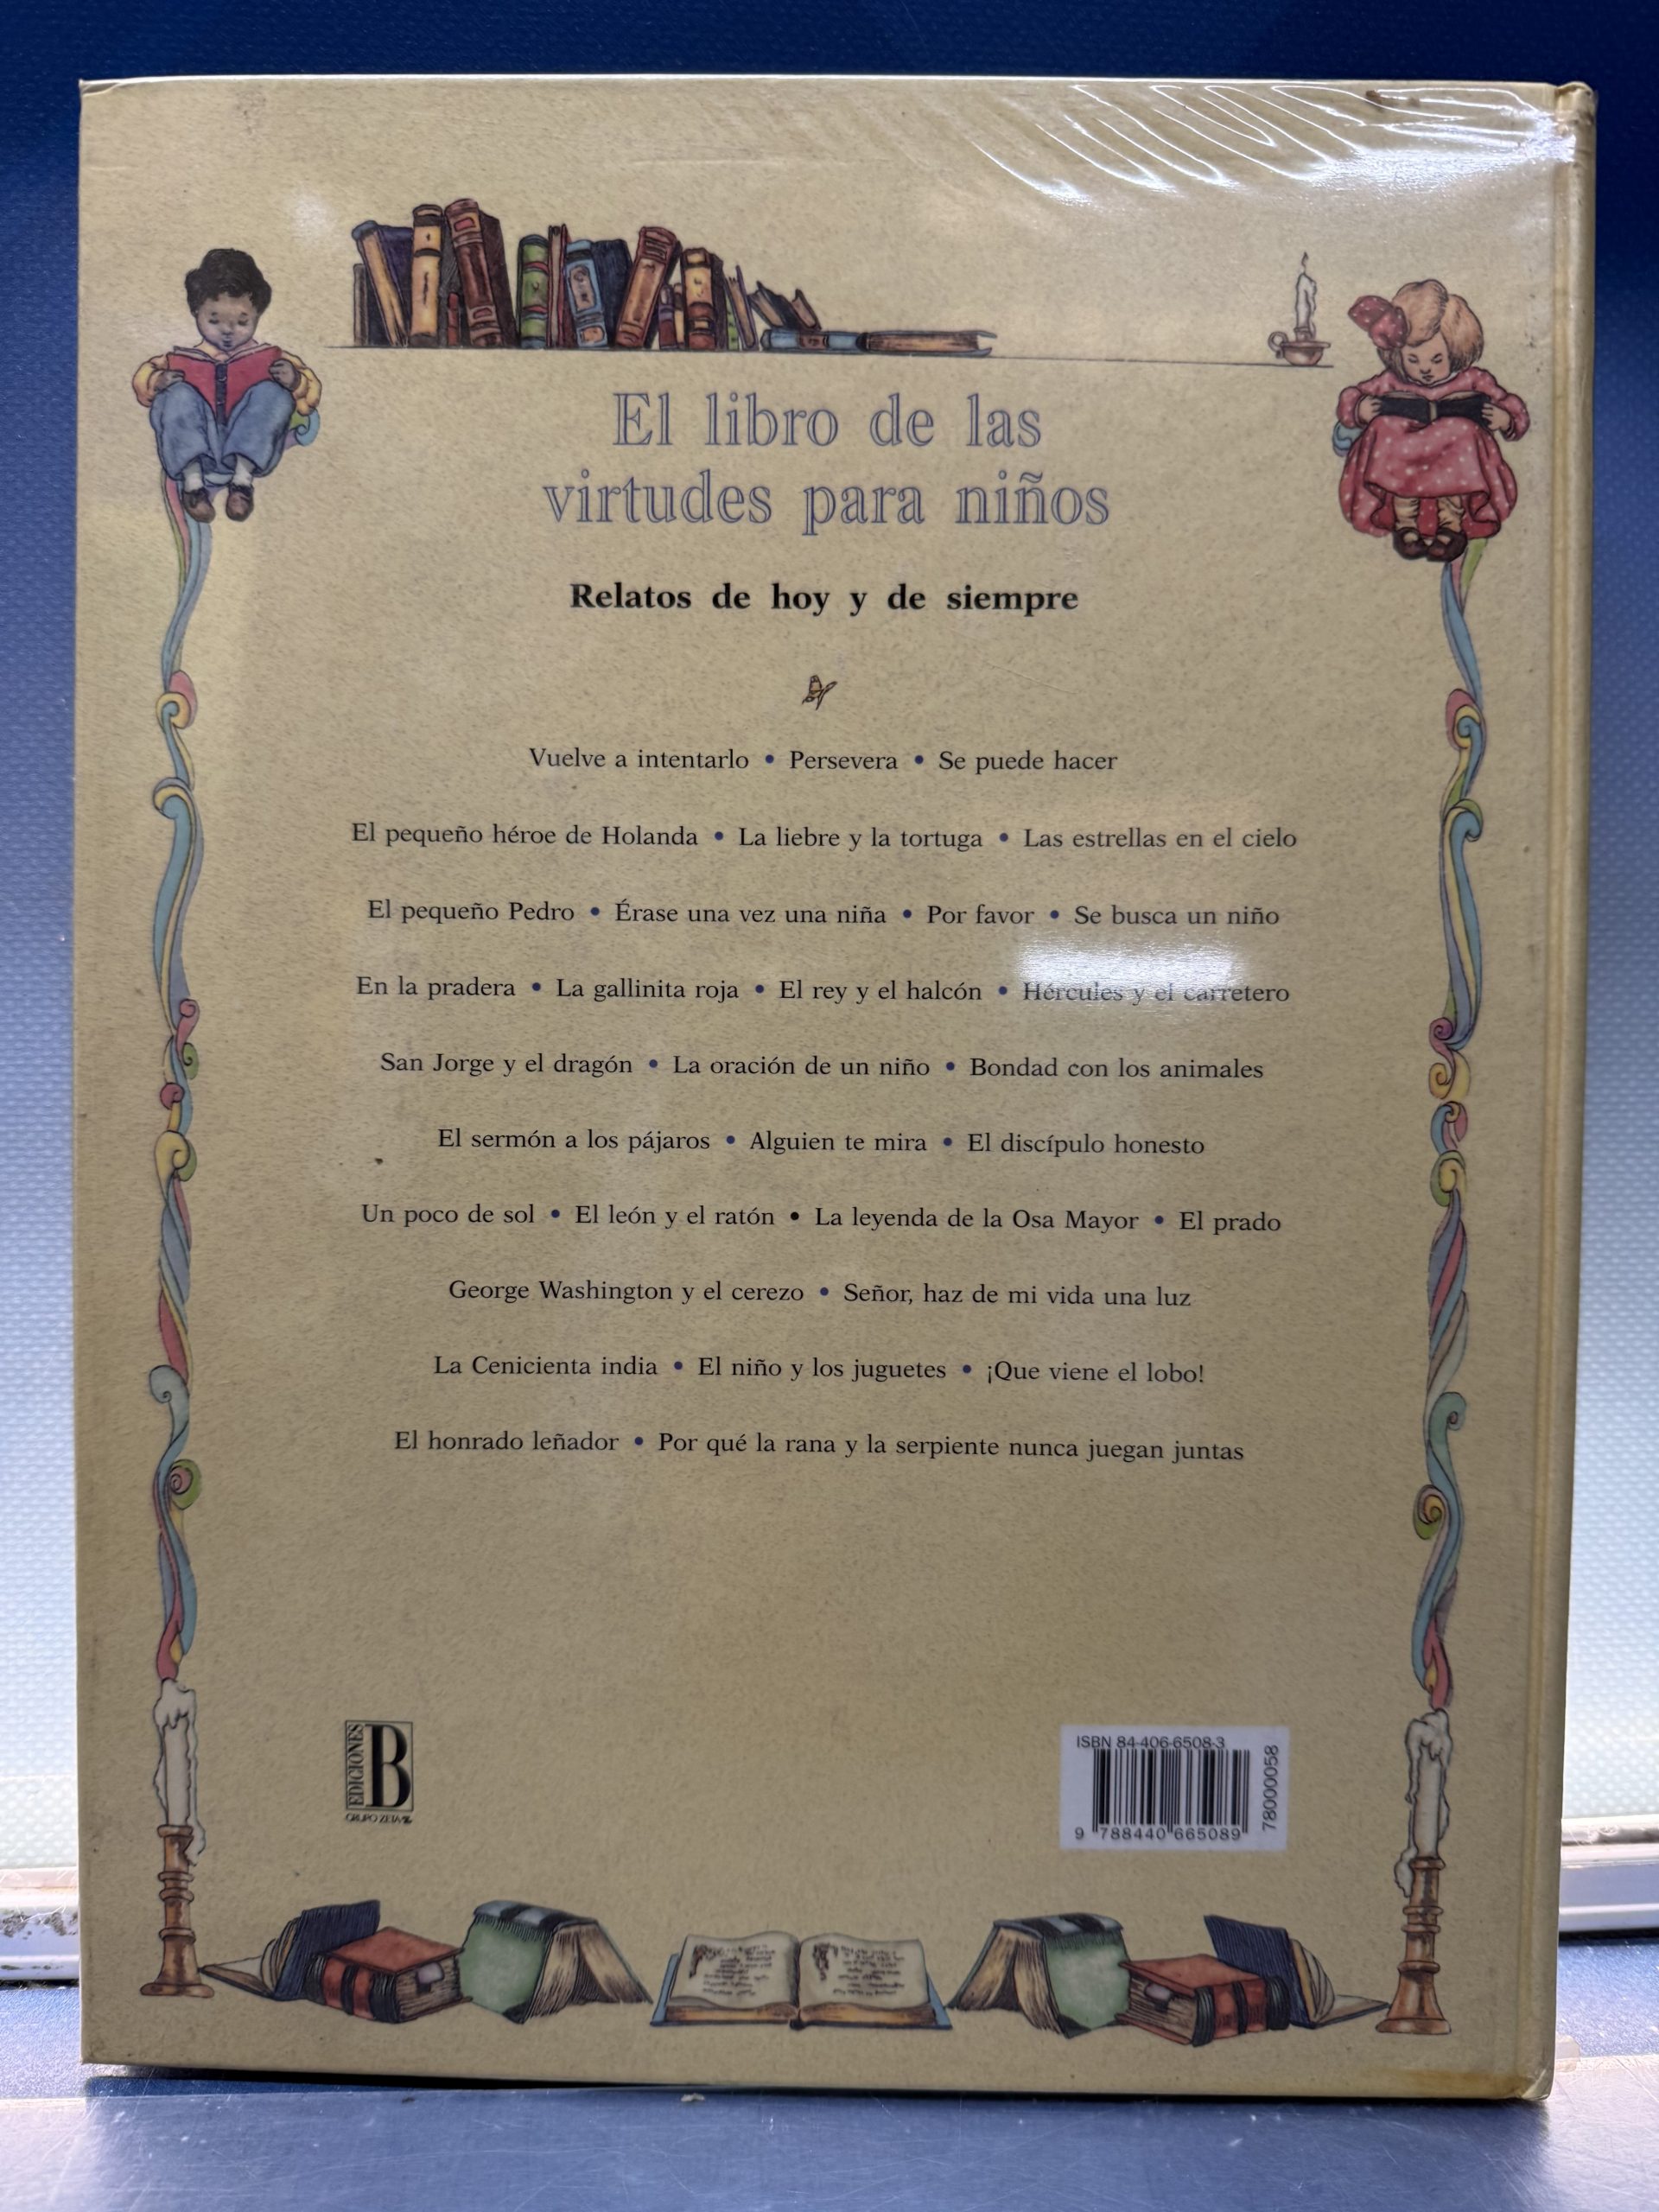 El libro de las
virtudes para niños
Relatos de hoy y de siempre
Vuelve a intentarlo • Persevera • Se puede hacer
El pequeño héroe de Holanda • La liebre y la tortuga • Las estrellas en el cielo
El pequeño Pedro • Érase una vez una niña • Por favor • Se busca un niño
En la pradera • La gallinita roja • El rey y el halcón • Hércules y el carretero
San Jorge y el dragón • La oración de un niño • Bondad con los animales
El sermón a los pájaros • Alguien te mira • El discípulo honesto
Un poco de sol • El león y el ratón • La leyenda de la Osa Mayor • El prado
George Washington y el cerezo • Señor, haz de mi vida una luz
La Cenicienta india • El niño y los juguetes • ¡Que viene el lobo!
El honrado leñador • Por qué la rana y la serpiente nunca juegan juntas
EDICIONES B
GRUPO ZETA
ISBN 84-406-6508-3
9 788440 665089
78000058